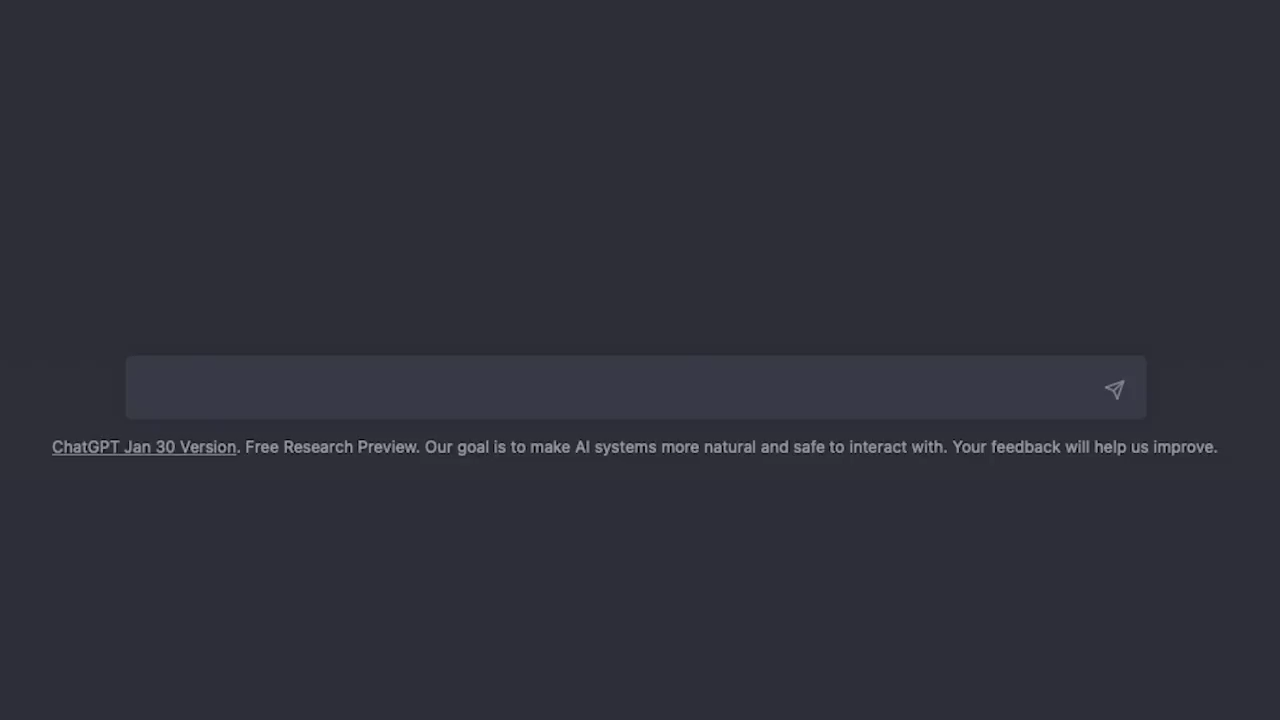 ChatGPT Jan 30 Version. Free Research Preview. Our goal is to make AI systems more natural and safe to interact with. Your feedback will help us improve.